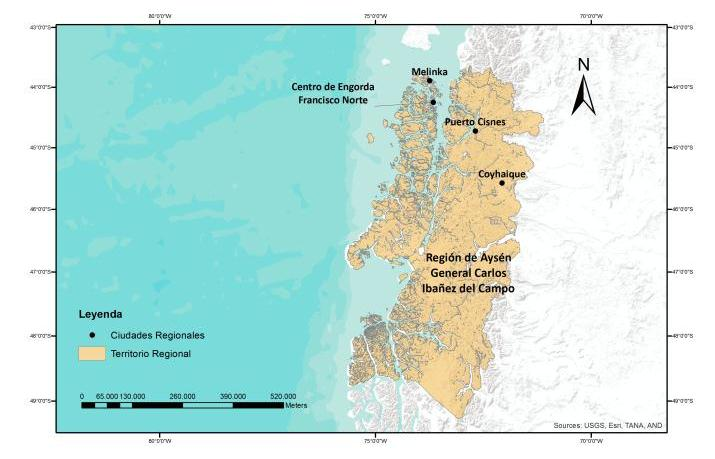 80°0'0"W 75°0'0"W 70°0'0"W
43°0'0"S 43°0'0"S
N
Melinka
44°0'0"S 44°0'0"S
Centro de Engorda
Francisco Norte
Puerto Cisnes
45°0'0"S 45°0'0"S
Coyhaique
46°0'0"S 46°0'0"S
Región de Aysén
General Carlos
Ibañez del Campo
47°0'0"S 47°0'0"S
Leyenda
Ciudades Regionales
48°0'0"S 48°0'0"S
Territorio Regional
0 65.000 130.000 260.000 390.000 520.000
Meters
49°0'0"S 49°0'0"S
Sources: USGS, Esri, TANA, AND
80°0'0"W 75°0'0"W 70°0'0"W